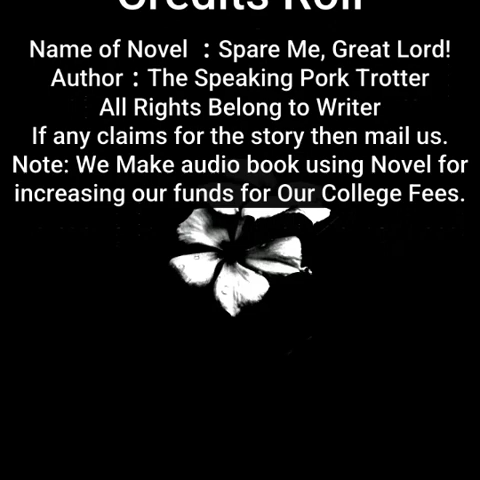 Credits Roll
Name of Novel : Spare Me, Great Lord!
Author : The Speaking Pork Trotter
All Rights Belong to Writer
If any claims for the story then mail us.
Note: We Make audio book using Novel for
increasing our funds for Our College Fees.